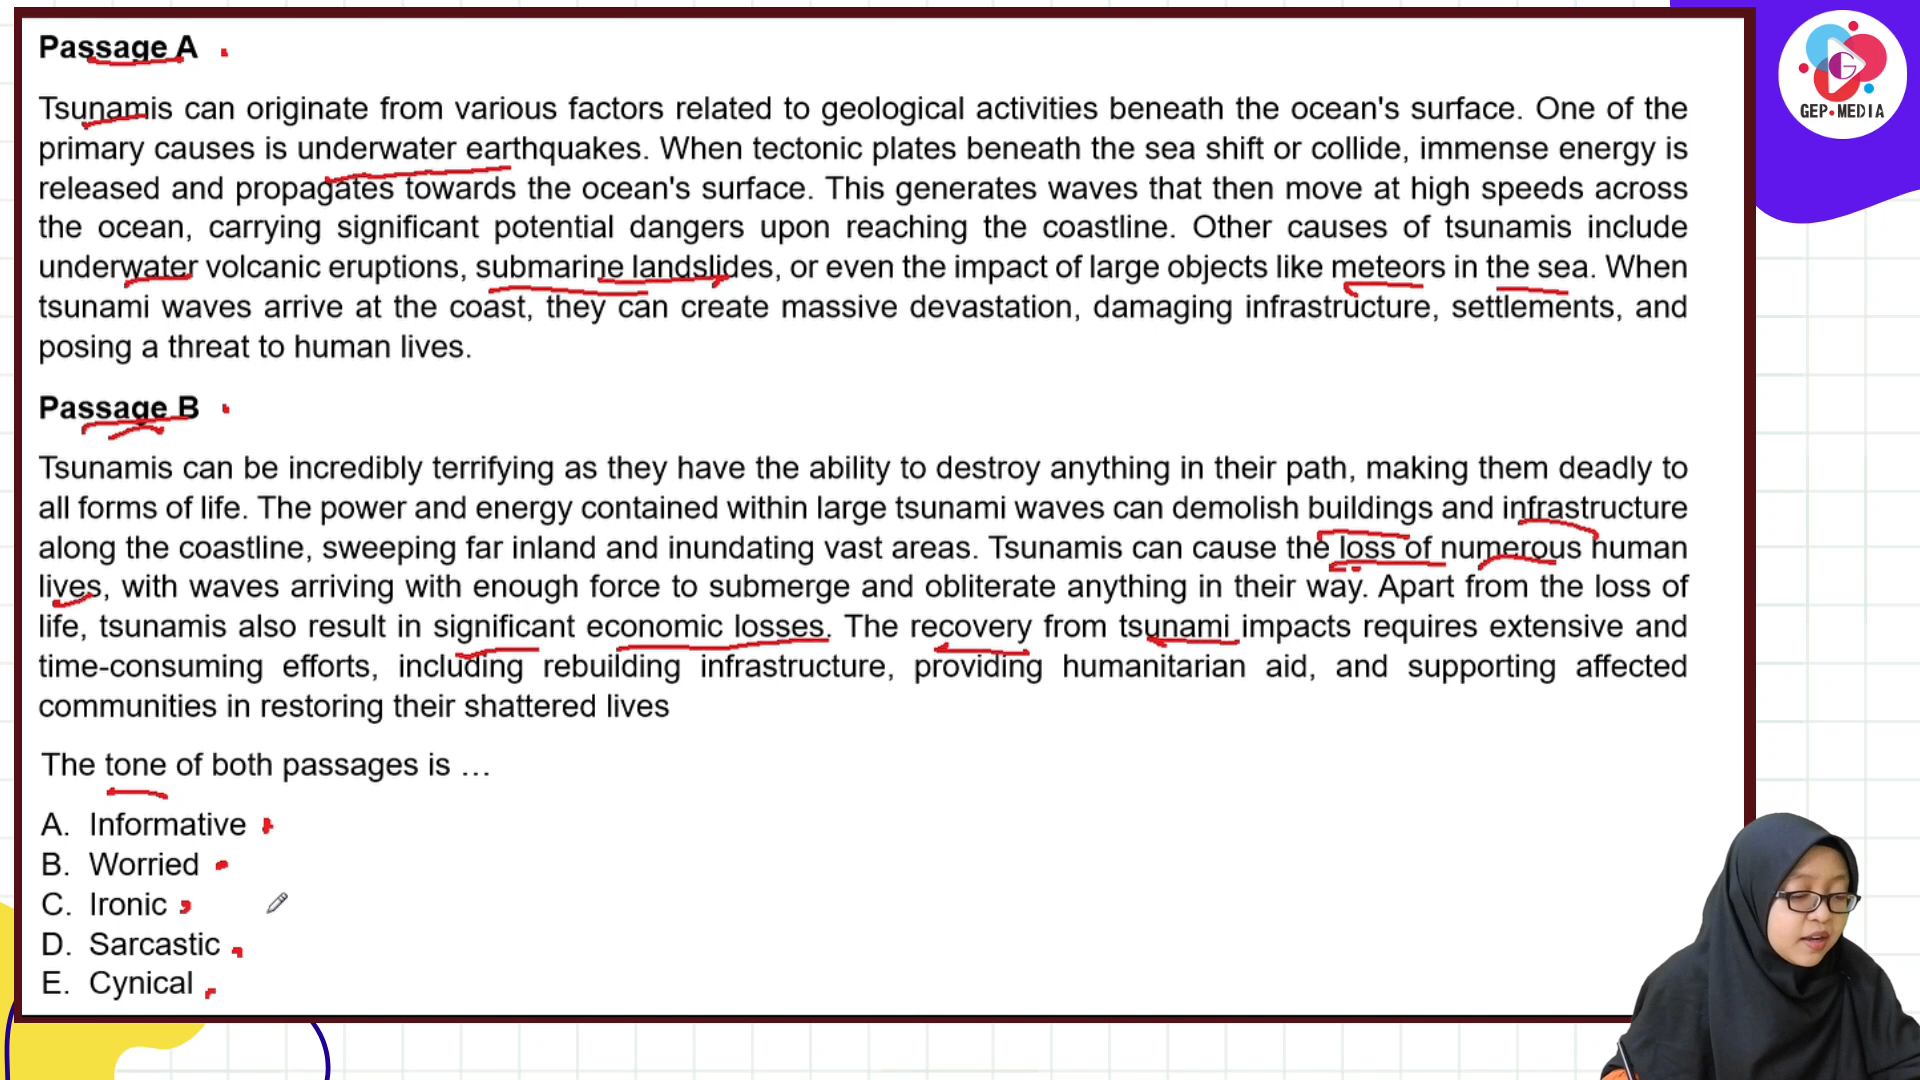 Passage A
GEP•MEDIA
Tsunamis can originate from various factors related to geological activities beneath the ocean's surface. One of the
primary causes is underwater earthquakes. When tectonic plates beneath the sea shift or collide, immense energy is
released and propagates towards the ocean's surface. This generates waves that then move at high speeds across
the ocean, carrying significant potential dangers upon reaching the coastline. Other causes of tsunamis include
underwater volcanic eruptions, submarine landslides, or even the impact of large objects like meteors in the sea. When
tsunami waves arrive at the coast, they can create massive devastation, damaging infrastructure, settlements, and
posing a threat to human lives.
Passage B
Tsunamis can be incredibly terrifying as they have the ability to destroy anything in their path, making them deadly to
all forms of life. The power and energy contained within large tsunami waves can demolish buildings and infrastructure
along the coastline, sweeping far inland and inundating vast areas. Tsunamis can cause the loss of numerous human
lives, with waves arriving with enough force to submerge and obliterate anything in their way. Apart from the loss of
life, tsunamis also result in significant economic losses. The recovery from tsunami impacts requires extensive and
time-consuming efforts, including rebuilding infrastructure, providing humanitarian aid, and supporting affected
communities in restoring their shattered lives
The tone of both passages is …
A. Informative
B. Worried
C. Ironic
D. Sarcastic
E. Cynical